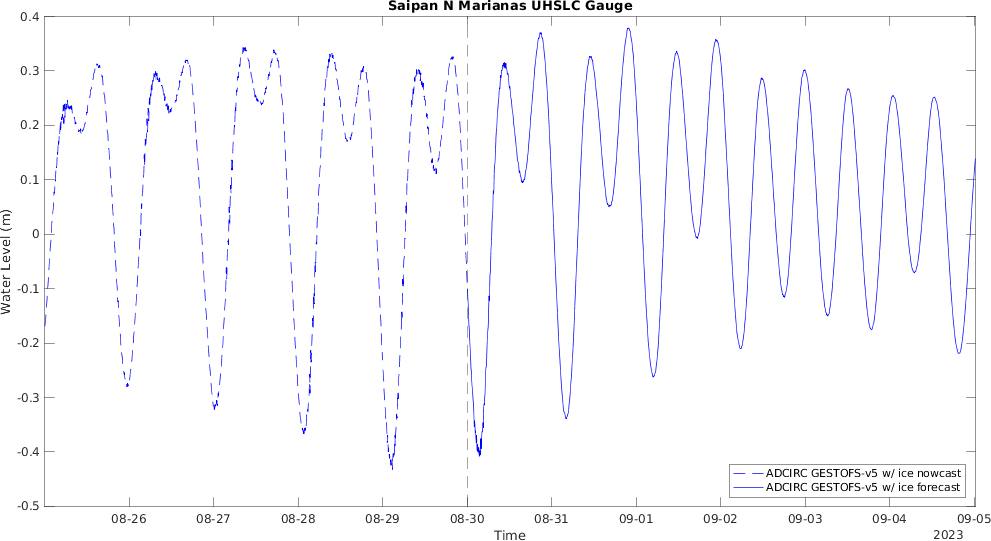 Saipan N Marianas UHSLC Gauge
0.4
0.3
0.2
0.1
0
-0.1
-0.2
-0.3
-0.4
-0.5
Water Level (m)
ADCIRC GESTOFS-v5 w/ ice nowcast
ADCIRC GESTOFS-v5 w/ ice forecast
08-26 08-27 08-28 08-29 08-30 08-31 09-01 09-02 09-03 09-04 09-05
Time
2023